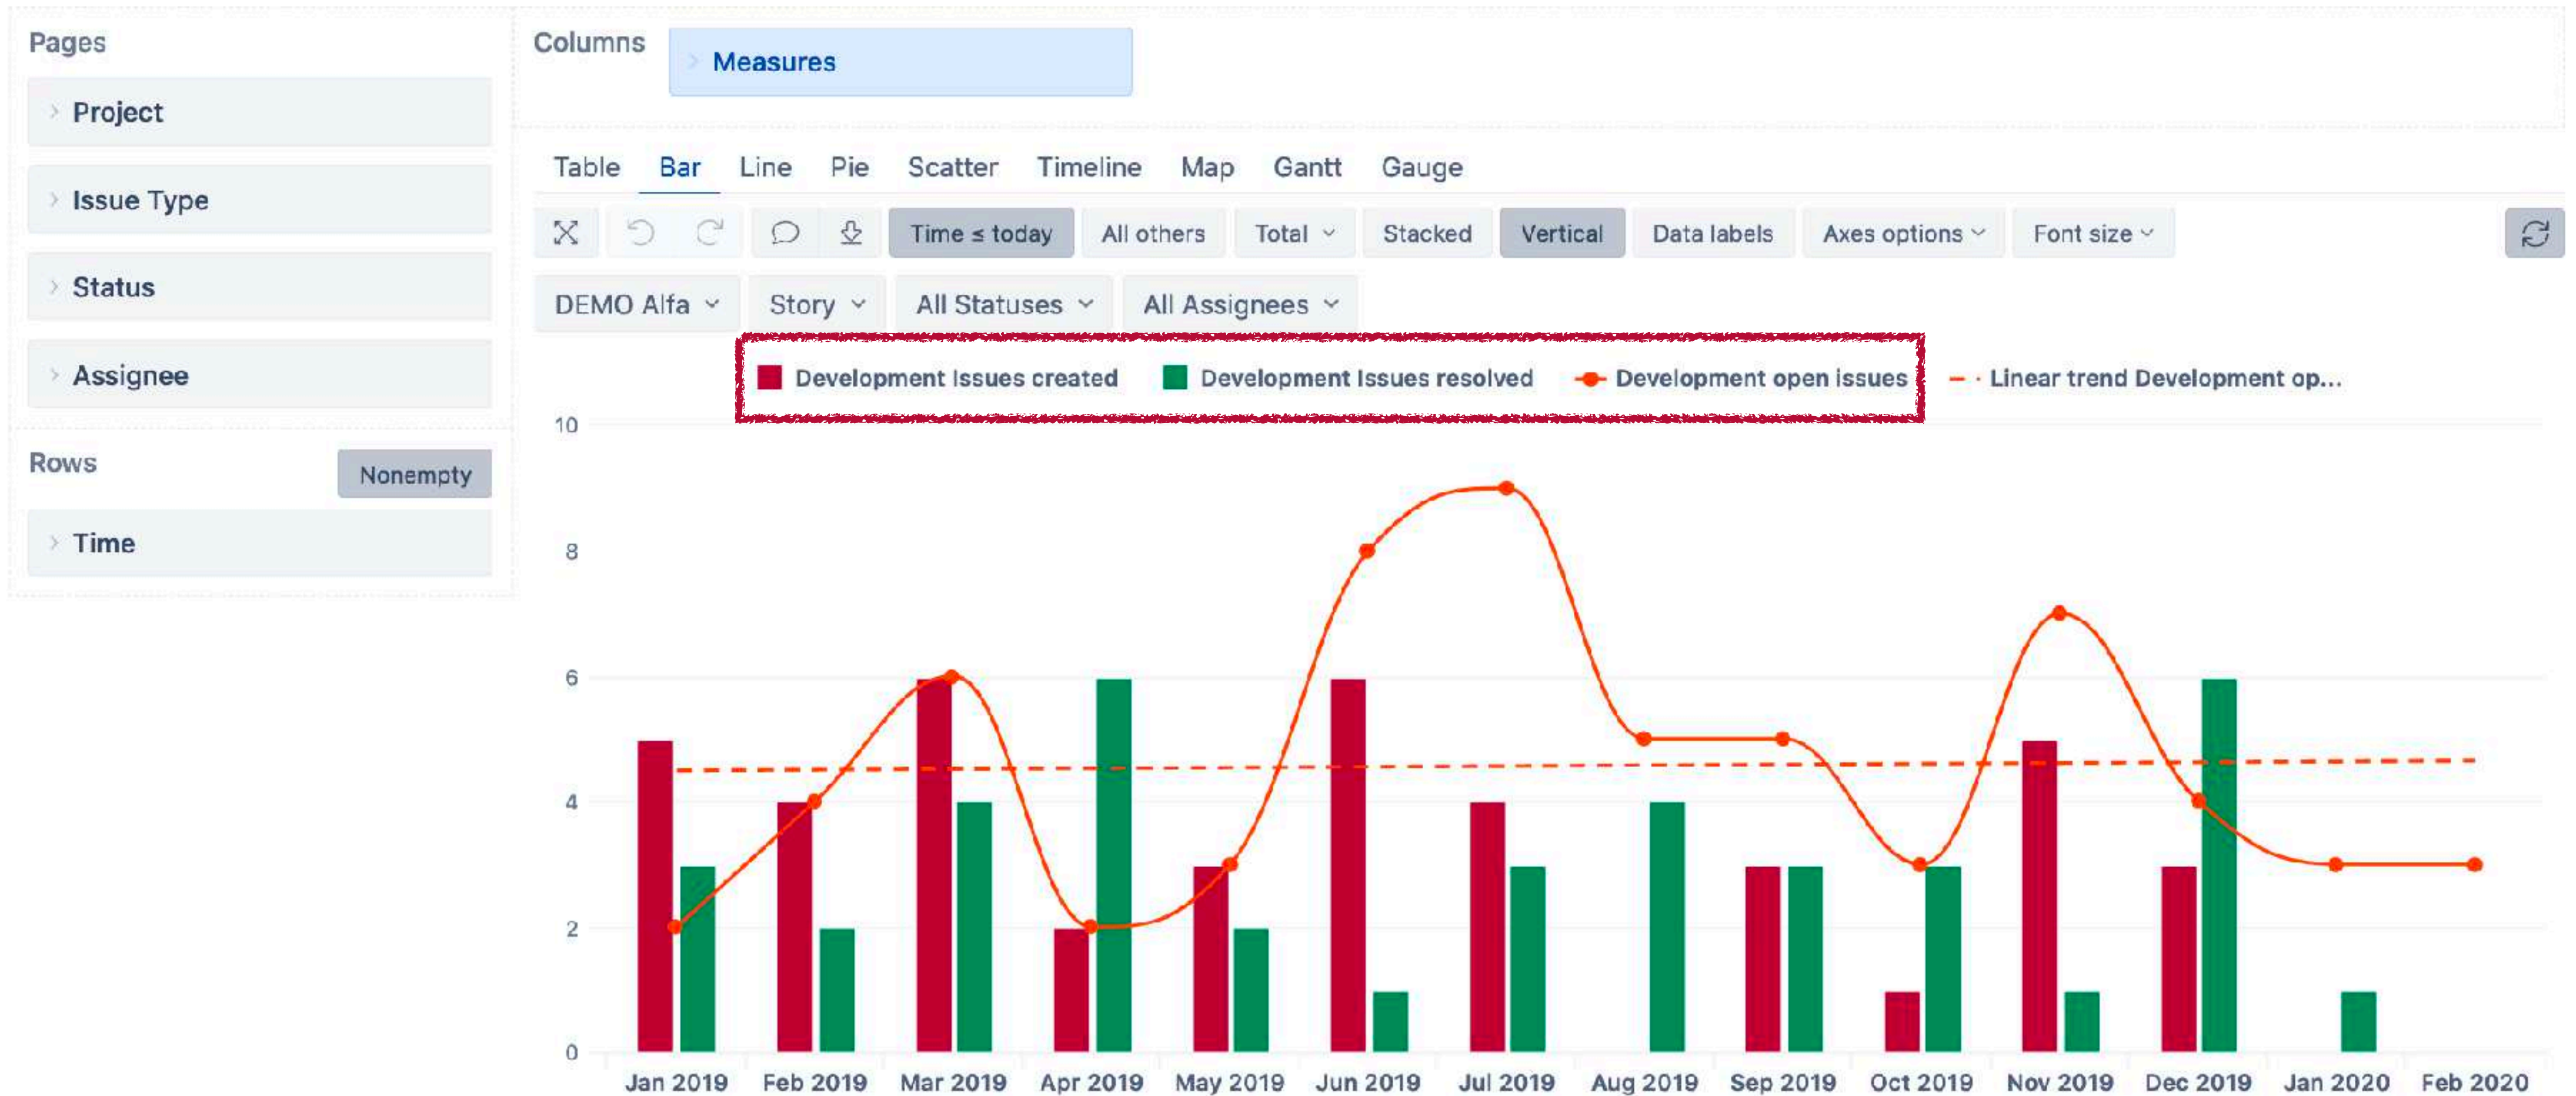 Pages
Project
Issue Type
Status
Assignee
Rows
Nonempty
Time
Columns
Measures
Table Bar Line Pie Scatter Timeline Map Gantt Gauge
Time ≤ today All others Total Stacked Vertical Data labels Axes options Font size
DEMO Alfa Story All Statuses All Assignees
Development Issues created Development Issues resolved Development open issues Linear trend Development op...
10
8
6
4
2
0
Jan 2019 Feb 2019 Mar 2019 Apr 2019 May 2019 Jun 2019 Jul 2019 Aug 2019 Sep 2019 Oct 2019 Nov 2019 Dec 2019 Jan 2020 Feb 2020